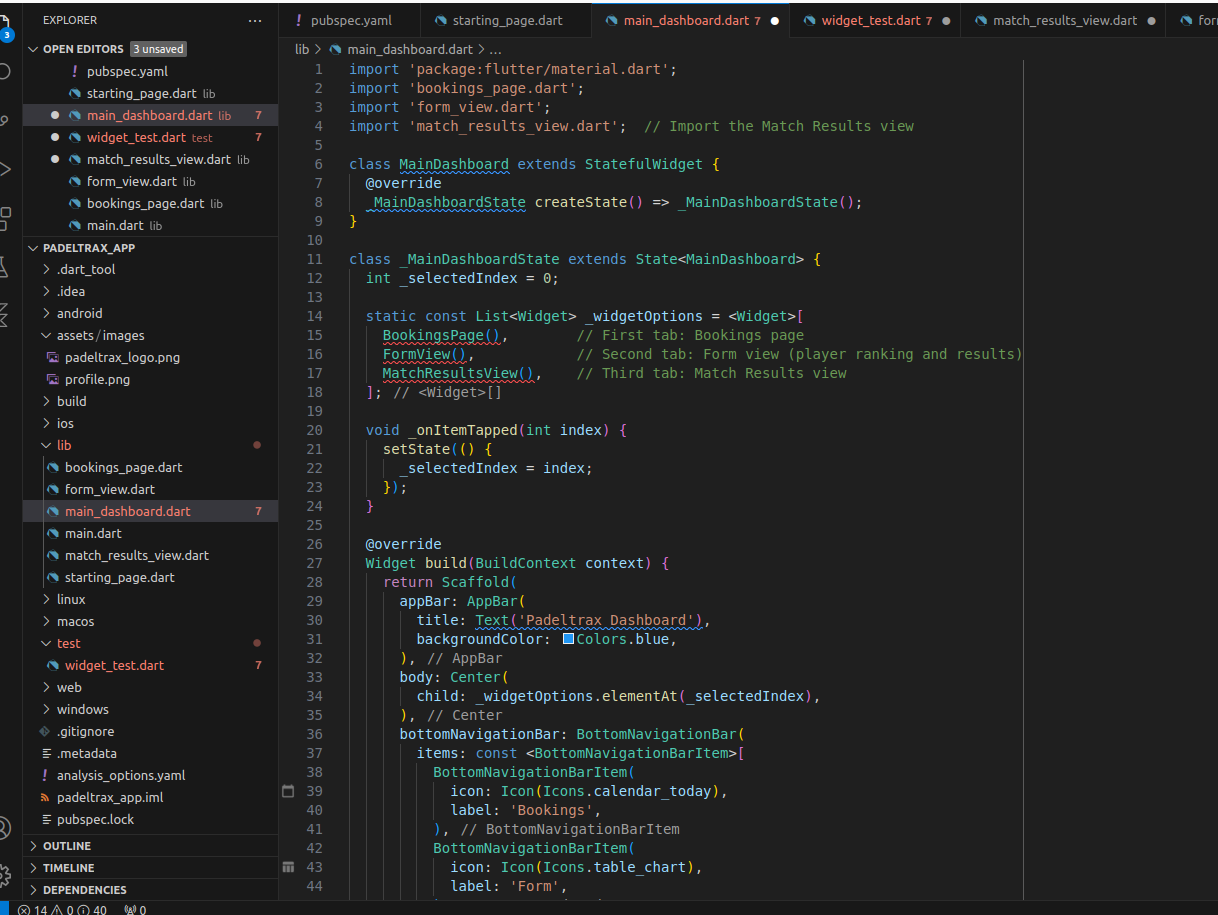 EXPLORER
OPEN EDITORS 3 unsaved
! pubspec.yaml
starting_page.dart lib
main_dashboard.dart lib 7
widget_test.dart test 7
match_results_view.dart lib
form_view.dart lib
bookings_page.dart lib
main.dart lib
PADELTRAX_APP
.dart_tool
.idea
android
assets/images
padeltrax_logo.png
profile.png
build
ios
lib
bookings_page.dart
form_view.dart
main_dashboard.dart 7
main.dart
match_results_view.dart
starting_page.dart
linux
macos
test
widget_test.dart 7
web
windows
.gitignore
.metadata
! analysis_options.yaml
padeltrax_app.iml
pubspec.lock
OUTLINE
TIMELINE
DEPENDENCIES
3
! pubspec.yaml starting_page.dart main_dashboard.dart 7 widget_test.dart 7 match_results_view.dart
lib > main_dashboard.dart > ...
1 import 'package:flutter/material.dart';
2 import 'bookings_page.dart';
3 import 'form_view.dart';
4 import 'match_results_view.dart';  // Import the Match Results view
5
6 class MainDashboard extends StatefulWidget {
7   @override
8   _MainDashboardState createState() => _MainDashboardState();
9 }
10
11 class _MainDashboardState extends State<MainDashboard> {
12   int _selectedIndex = 0;
13
14   static const List<Widget> _widgetOptions = <Widget>[
15     BookingsPage(),        // First tab: Bookings page
16     FormView(),            // Second tab: Form view (player ranking and results)
17     MatchResultsView(),    // Third tab: Match Results view
18   ]; // <Widget>[]
19
20   void _onItemTapped(int index) {
21     setState(() {
22       _selectedIndex = index;
23     });
24   }
25
26   @override
27   Widget build(BuildContext context) {
28     return Scaffold(
29       appBar: AppBar(
30         title: Text('Padeltrax Dashboard'),
31         backgroundColor: Colors.blue,
32       ), // AppBar
33       body: Center(
34         child: _widgetOptions.elementAt(_selectedIndex),
35       ), // Center
36       bottomNavigationBar: BottomNavigationBar(
37         items: const <BottomNavigationBarItem>[
38           BottomNavigationBarItem(
39             icon: Icon(Icons.calendar_today),
40             label: 'Bookings',
41           ), // BottomNavigationBarItem
42           BottomNavigationBarItem(
43             icon: Icon(Icons.table_chart),
44             label: 'Form',
14 0 40 0